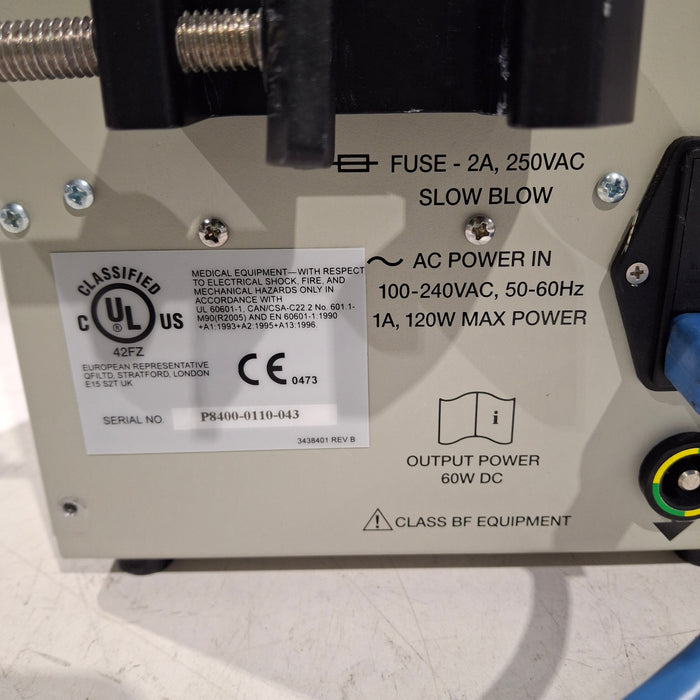 FUSE - 2A, 250VAC
SLOW BLOW
AC POWER IN
100-240VAC, 50-60Hz
1A, 120W MAX POWER
CLASSIFIED
C UL ® US
42FZ
MEDICAL EQUIPMENT—WITH RESPECT
TO ELECTRICAL SHOCK, FIRE, AND
MECHANICAL HAZARDS ONLY IN
ACCORDANCE WITH
UL 60601-1, CAN/CSA-C22.2 No. 601.1-
M90(R2005) AND EN 60601-1:1990
+A1:1993+A2:1995+A13:1996.
EUROPEAN REPRESENTATIVE
QFILTD, STRATFORD, LONDON
E15 S2T UK
CE 0473
SERIAL NO. P8400-0110-043
3438401 REV B
i
OUTPUT POWER
60W DC
! CLASS BF EQUIPMENT